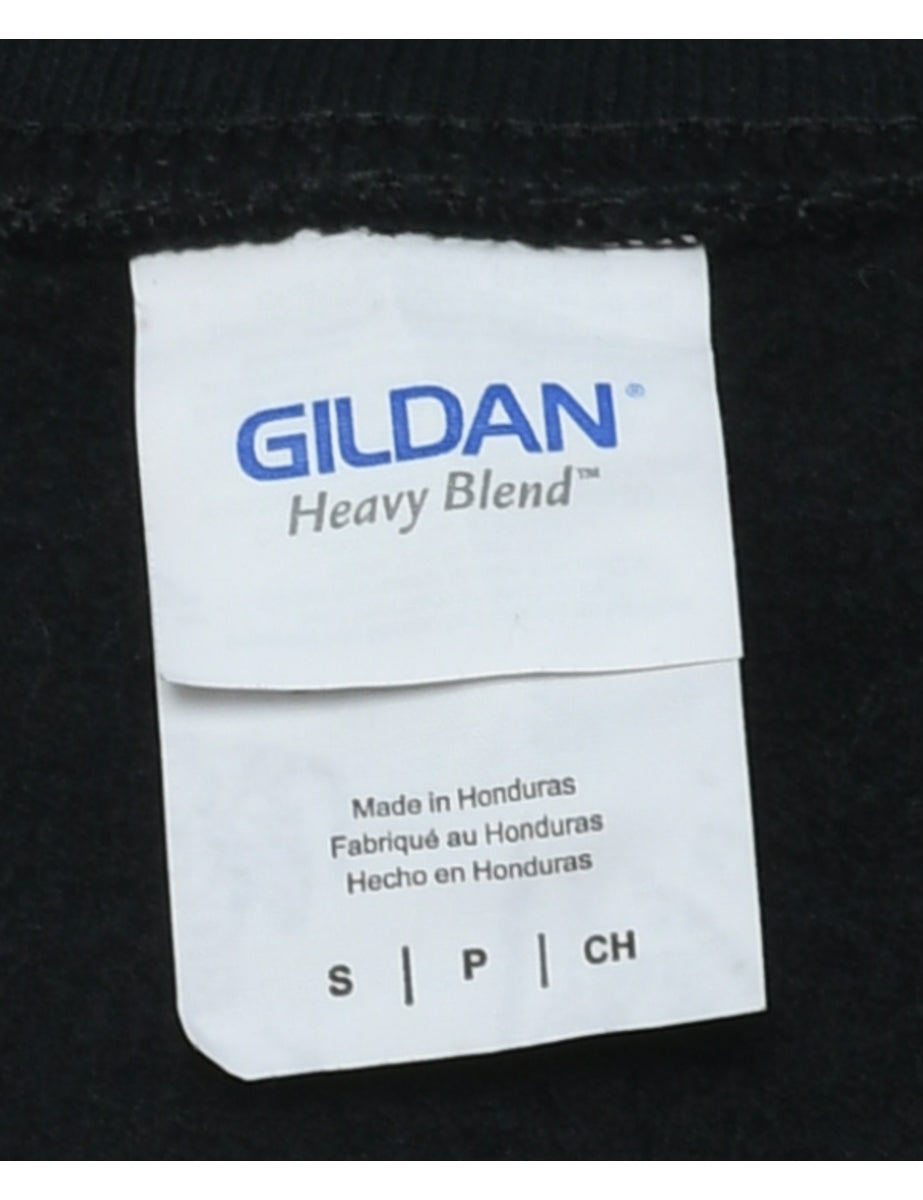 GILDAN®
Heavy Blend™
Made in Honduras
Fabriqué au Honduras
Hecho en Honduras
S | P | CH